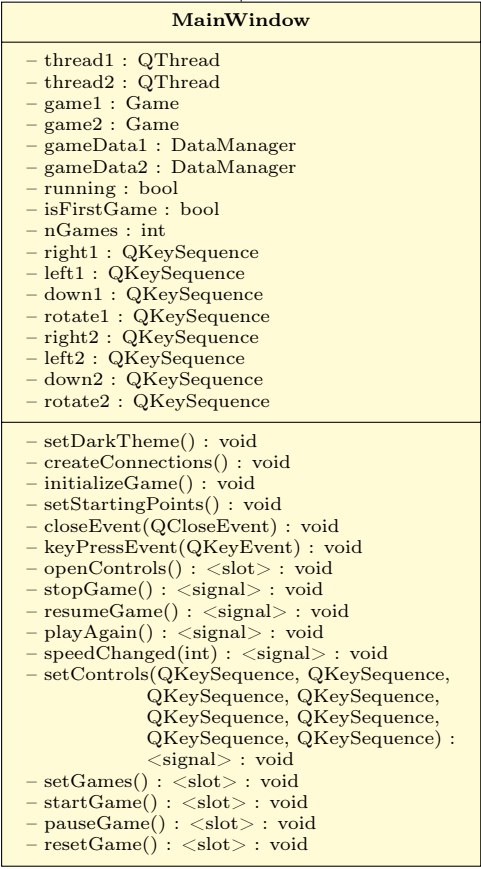 MainWindow
– thread1 : QThread
– thread2 : QThread
– game1 : Game
– game2 : Game
– gameData1 : DataManager
– gameData2 : DataManager
– running : bool
– isFirstGame : bool
– nGames : int
– right1 : QKeySequence
– left1 : QKeySequence
– down1 : QKeySequence
– rotate1 : QKeySequence
– right2 : QKeySequence
– left2 : QKeySequence
– down2 : QKeySequence
– rotate2 : QKeySequence
– setDarkTheme() : void
– createConnections() : void
– initializeGame() : void
– setStartingPoints() : void
– closeEvent(QCloseEvent) : void
– keyPressEvent(QKeyEvent) : void
– openControls() : <slot> : void
– stopGame() : <signal> : void
– resumeGame() : <signal> : void
– playAgain() : <signal> : void
– speedChanged(int) : <signal> : void
– setControls(QKeySequence, QKeySequence,
QKeySequence, QKeySequence,
QKeySequence, QKeySequence,
QKeySequence, QKeySequence) :
<signal> : void
– setGames() : <slot> : void
– startGame() : <slot> : void
– pauseGame() : <slot> : void
– resetGame() : <slot> : void